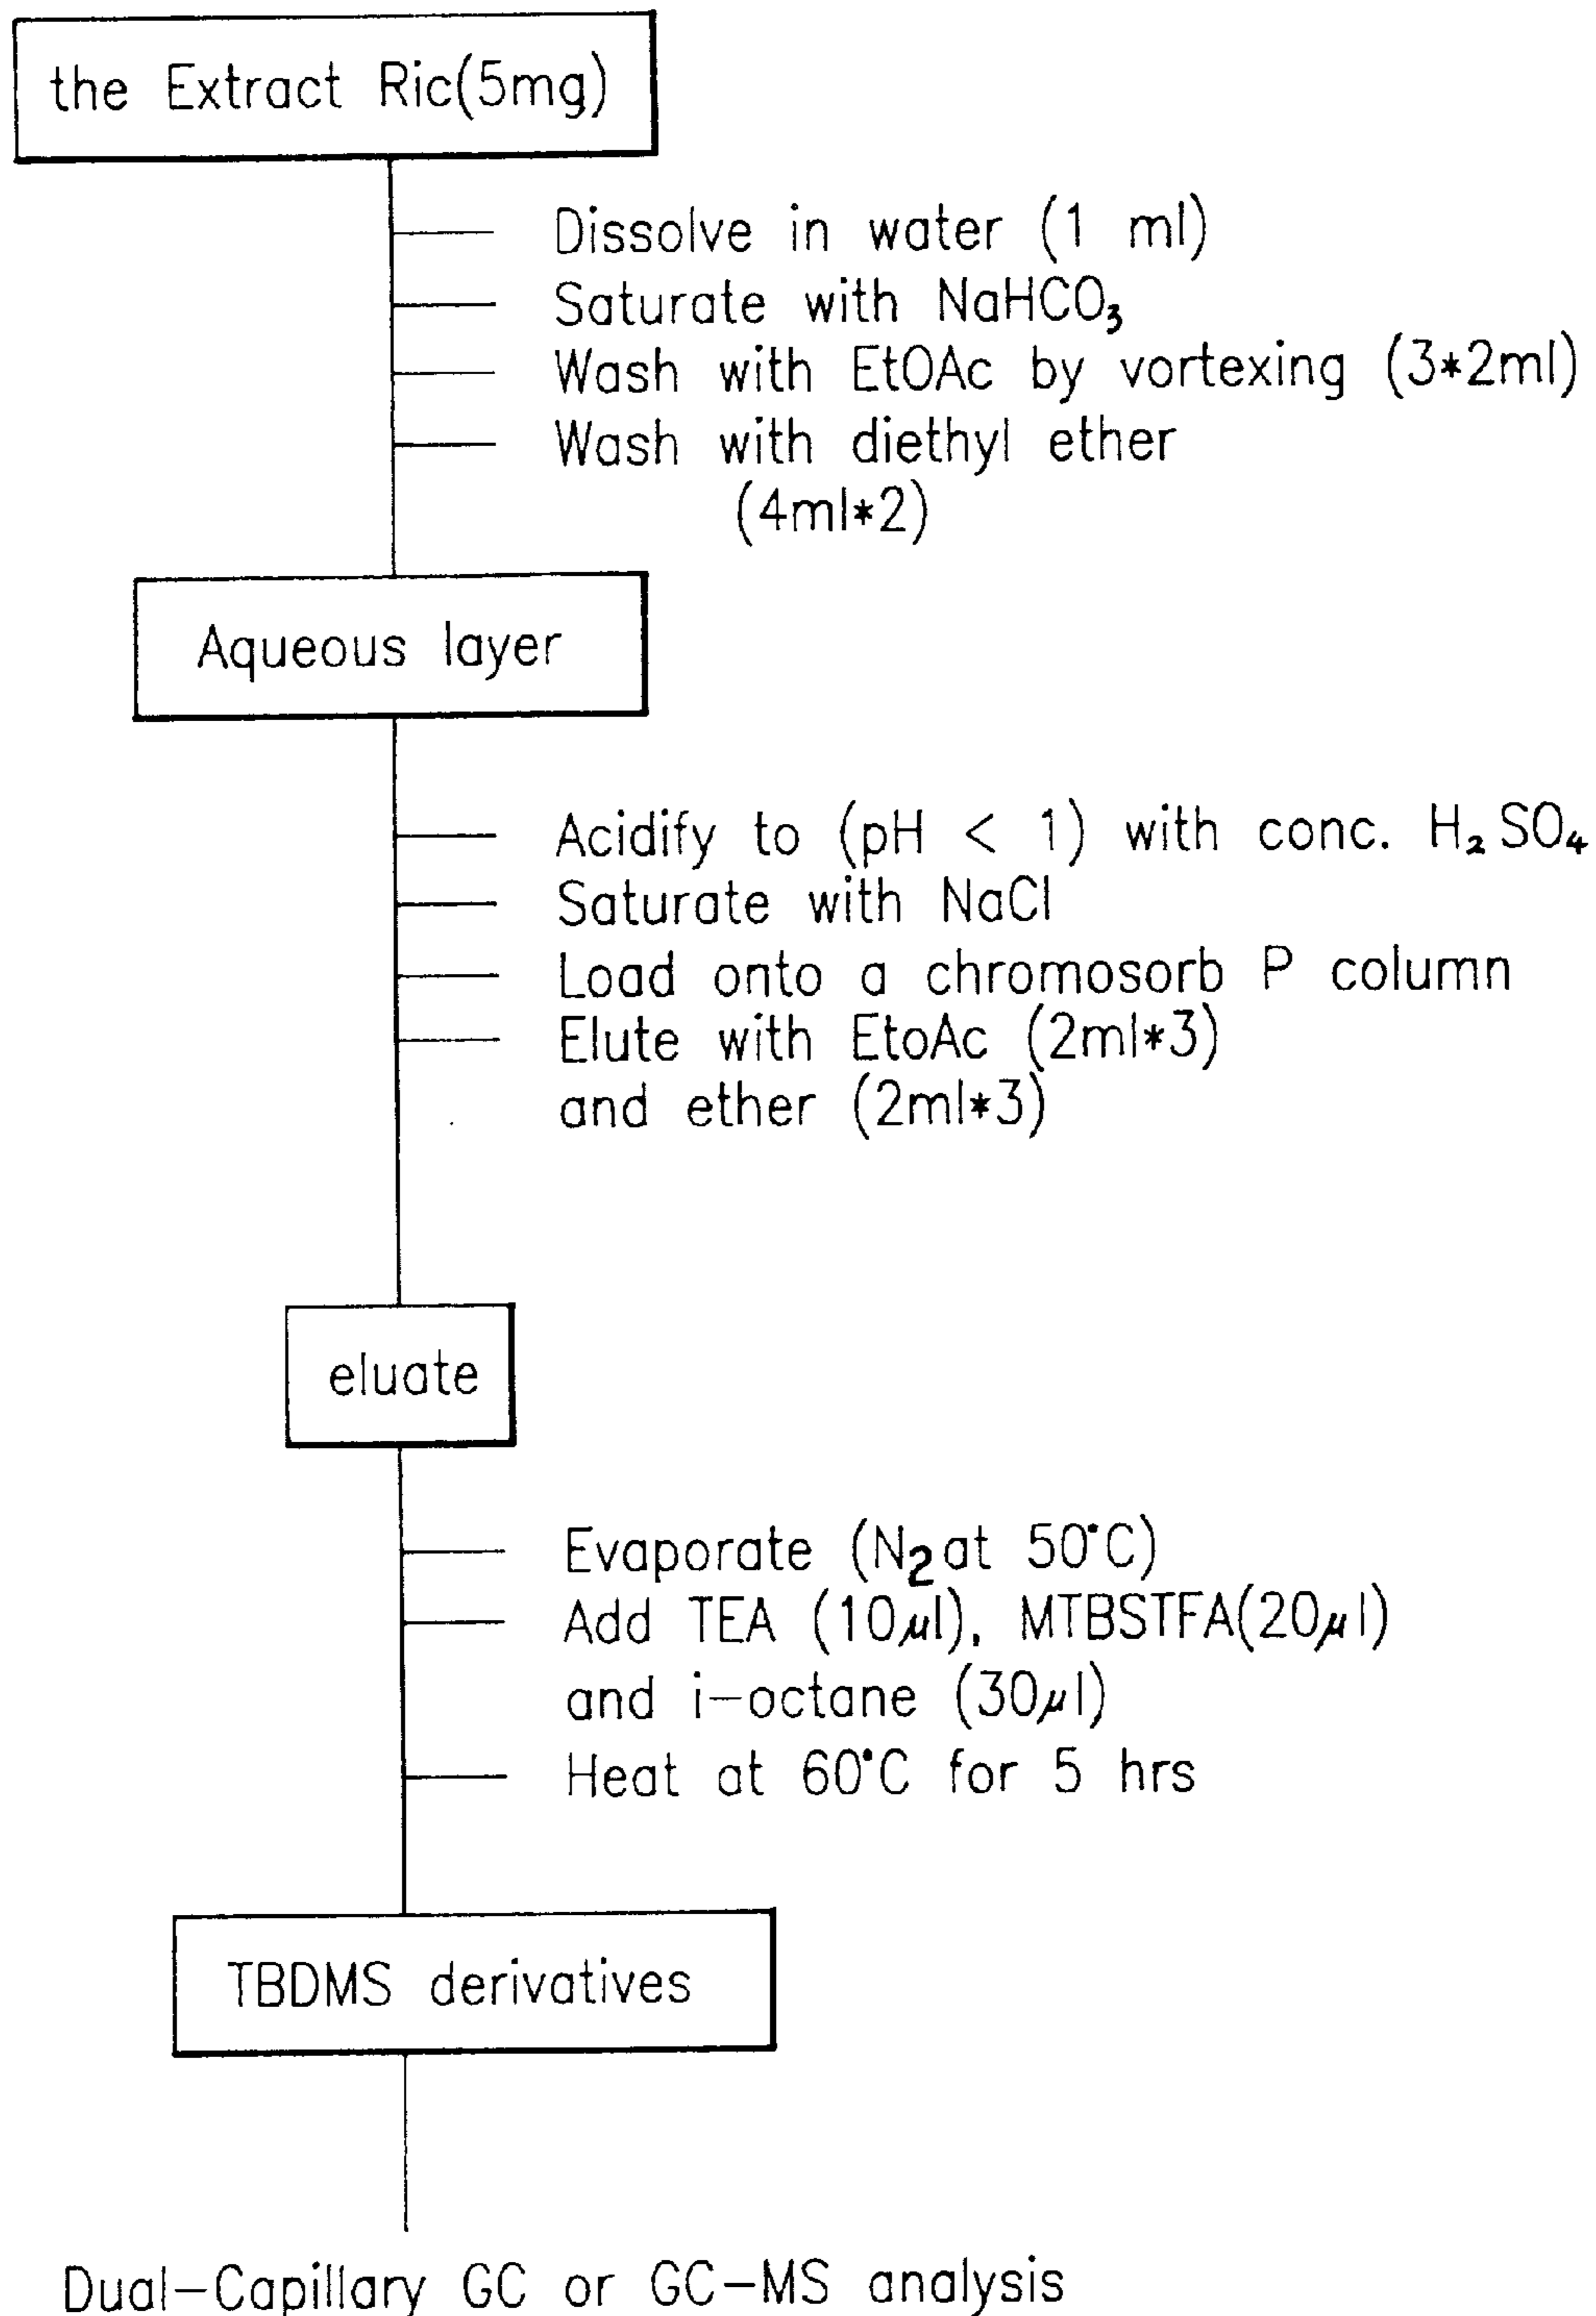 the Extract Ric(5mg)
Dissolve in water (1 ml)
Saturate with NaHCO₃
Wash with EtOAc by vortexing (3*2ml)
Wash with diethyl ether
(4ml*2)
Aqueous layer
Acidify to (pH < 1) with conc. H₂SO₄
Saturate with NaCl
Load onto a chromosorb P column
Elute with EtoAc (2ml*3)
and ether (2ml*3)
eluate
Evaporate (N₂ at 50°C)
Add TEA (10μl), MTBSTFA(20μl)
and i-octane (30μl)
Heat at 60°C for 5 hrs
TBDMS derivatives
Dual-Capillary GC or GC-MS analysis